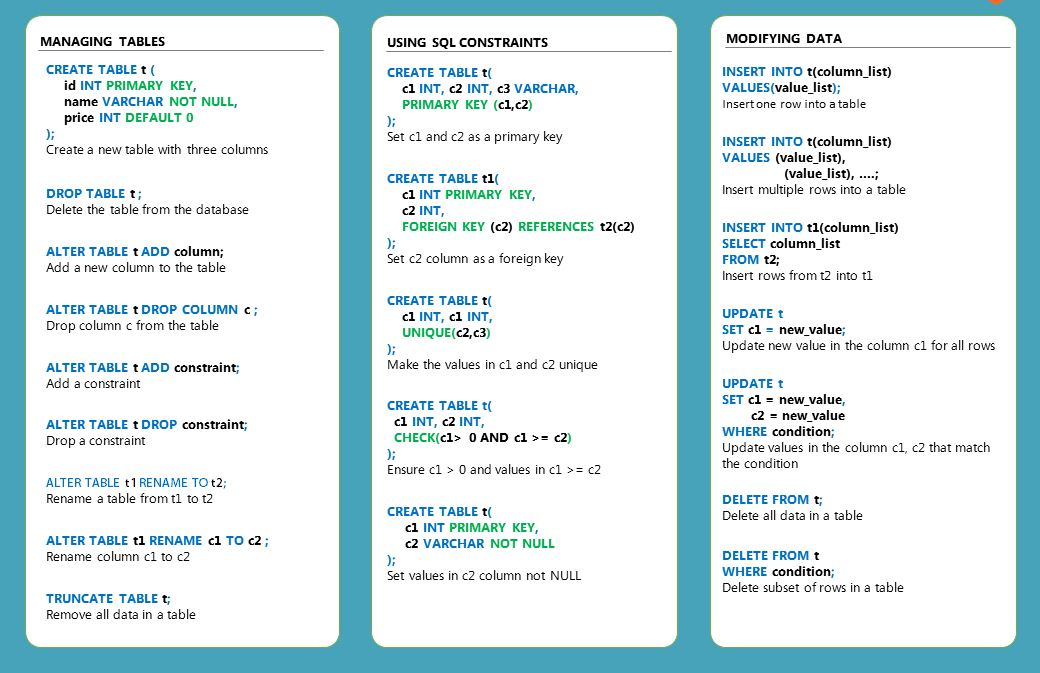 MANAGING TABLES
CREATE TABLE t (
id INT PRIMARY KEY,
name VARCHAR NOT NULL,
price INT DEFAULT 0
);
Create a new table with three columns
DROP TABLE t ;
Delete the table from the database
ALTER TABLE t ADD column;
Add a new column to the table
ALTER TABLE t DROP COLUMN c ;
Drop column c from the table
ALTER TABLE t ADD constraint;
Add a constraint
ALTER TABLE t DROP constraint;
Drop a constraint
ALTER TABLE t1 RENAME TO t2;
Rename a table from t1 to t2
ALTER TABLE t1 RENAME c1 TO c2 ;
Rename column c1 to c2
TRUNCATE TABLE t;
Remove all data in a table
USING SQL CONSTRAINTS
CREATE TABLE t(
c1 INT, c2 INT, c3 VARCHAR,
PRIMARY KEY (c1,c2)
);
Set c1 and c2 as a primary key
CREATE TABLE t1(
c1 INT PRIMARY KEY,
c2 INT,
FOREIGN KEY (c2) REFERENCES t2(c2)
);
Set c2 column as a foreign key
CREATE TABLE t(
c1 INT, c1 INT,
UNIQUE(c2,c3)
);
Make the values in c1 and c2 unique
CREATE TABLE t(
c1 INT, c2 INT,
CHECK(c1> 0 AND c1 >= c2)
);
Ensure c1 > 0 and values in c1 >= c2
CREATE TABLE t(
c1 INT PRIMARY KEY,
c2 VARCHAR NOT NULL
);
Set values in c2 column not NULL
MODIFYING DATA
INSERT INTO t(column_list)
VALUES(value_list);
Insert one row into a table
INSERT INTO t(column_list)
VALUES (value_list),
(value_list), ....;
Insert multiple rows into a table
INSERT INTO t1(column_list)
SELECT column_list
FROM t2;
Insert rows from t2 into t1
UPDATE t
SET c1 = new_value;
Update new value in the column c1 for all rows
UPDATE t
SET c1 = new_value,
c2 = new_value
WHERE condition;
Update values in the column c1, c2 that match
the condition
DELETE FROM t;
Delete all data in a table
DELETE FROM t
WHERE condition;
Delete subset of rows in a table